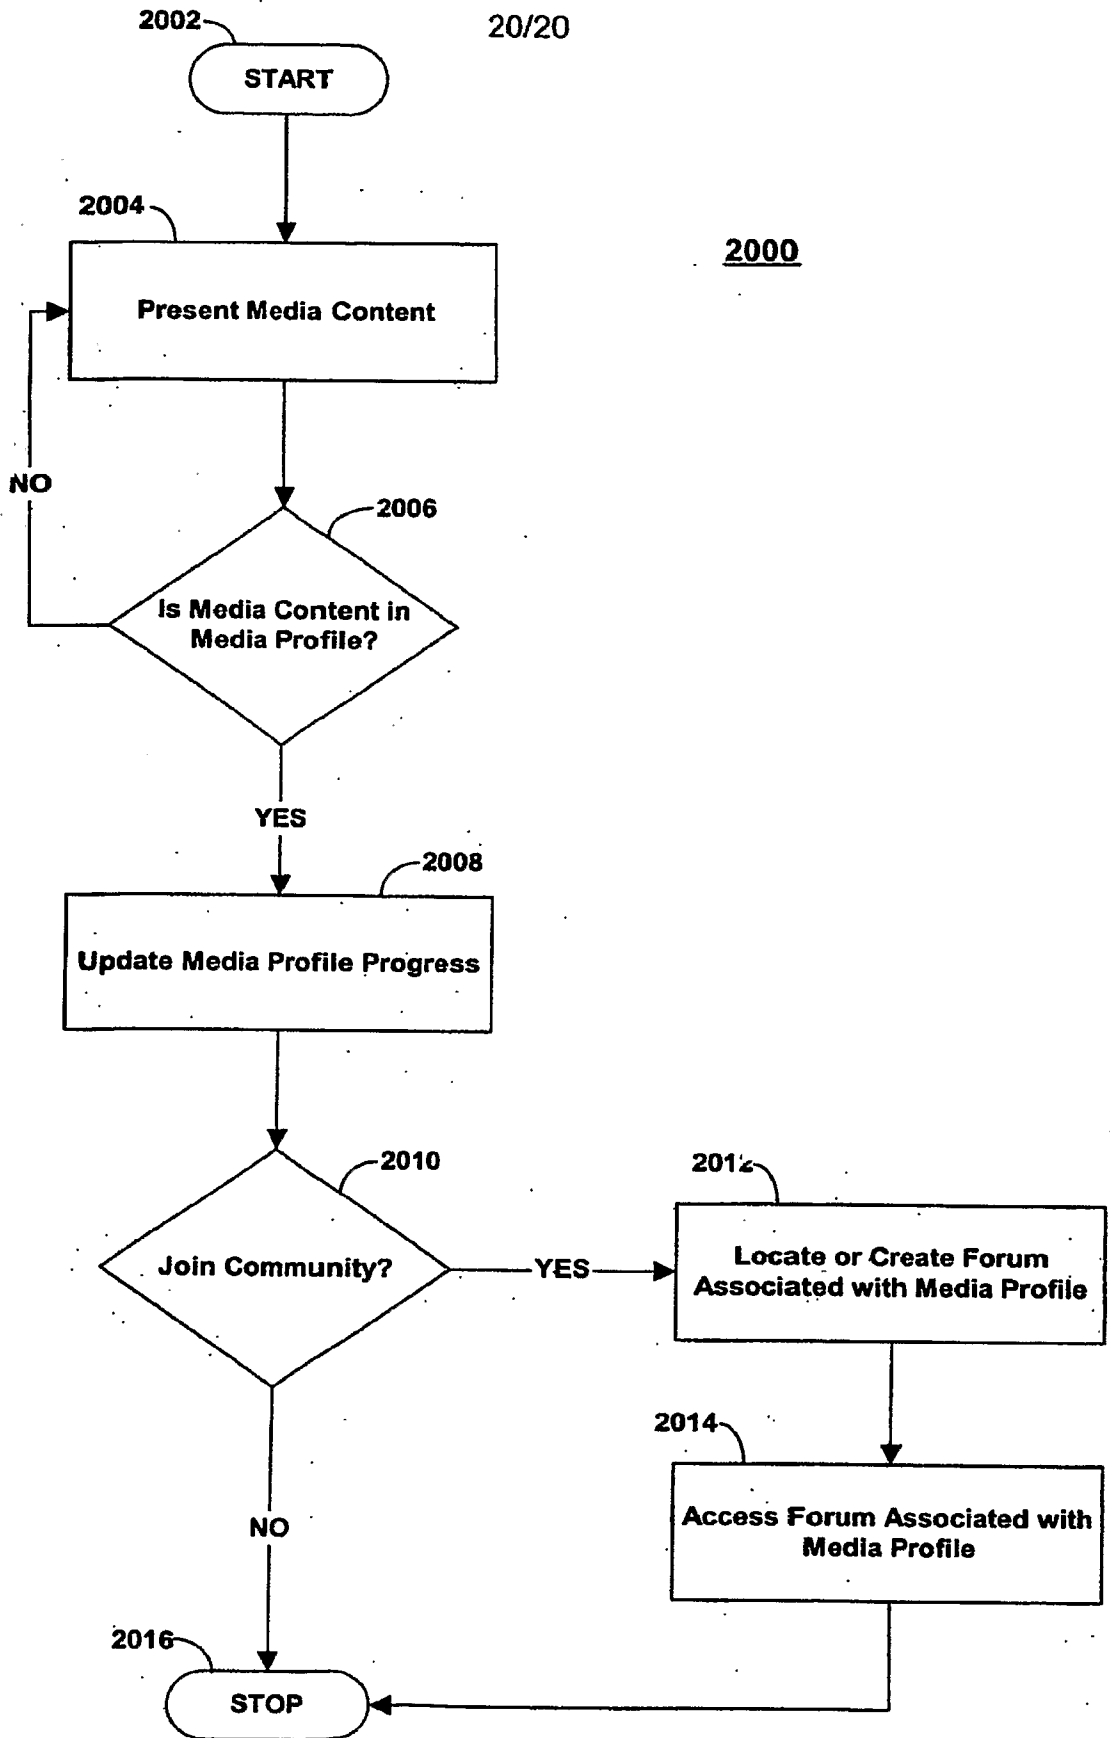 20/20
2002
START
2004
2000
Present Media Content
NO
2006
Is Media Content in
Media Profile?
YES
2008
Update Media Profile Progress
2010
Join Community?
YES
2012
Locate or Create Forum
Associated with Media Profile
2014
Access Forum Associated with
Media Profile
NO
2016
STOP